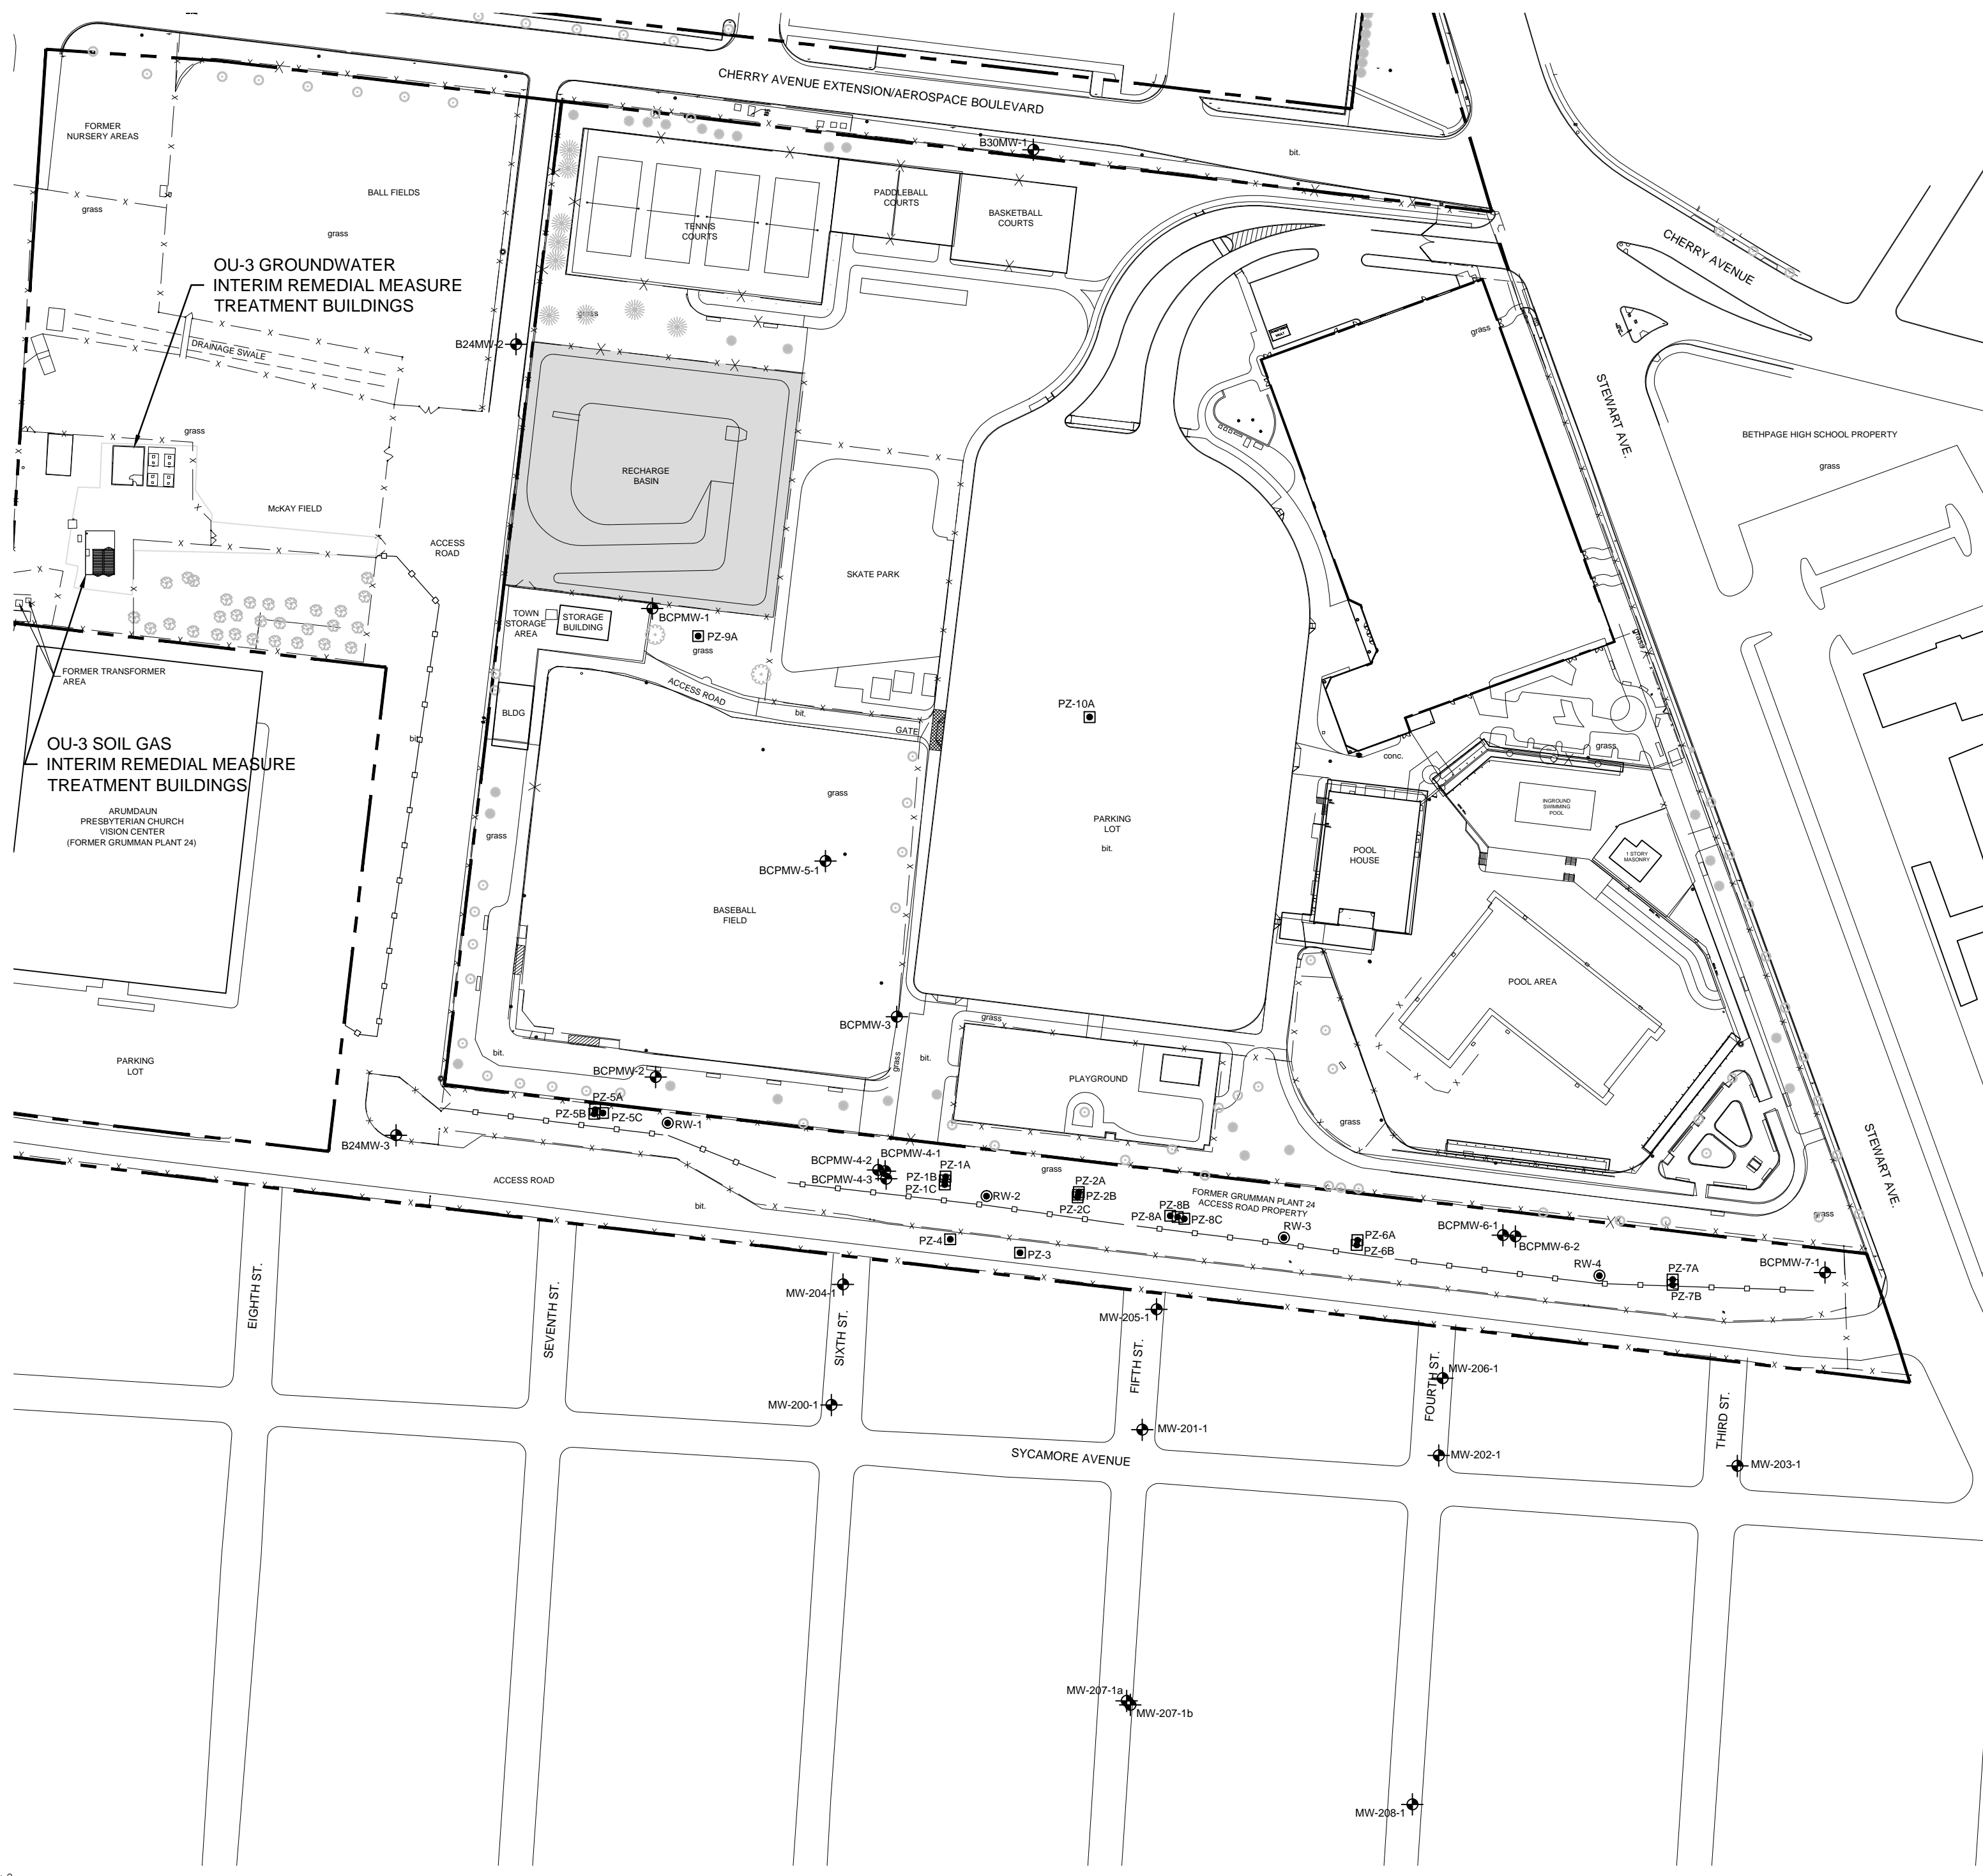 CHERRY AVENUE EXTENSION/AEROSPACE BOULEVARD
FORMER
NURSERY AREAS
BALL FIELDS
grass
grass
B30MW-1
bit.
PADDLEBALL
COURTS
BASKETBALL
COURTS
TENNIS
COURTS
CHERRY AVENUE
OU-3 GROUNDWATER
INTERIM REMEDIAL MEASURE
TREATMENT BUILDINGS
grass
grass
B24MW-2
DRAINAGE SWALE
STEWART AVE.
BETHPAGE HIGH SCHOOL PROPERTY
grass
grass
RECHARGE
BASIN
McKAY FIELD
ACCESS
ROAD
SKATE PARK
TOWN
STORAGE
AREA
STORAGE
BUILDING
BCPMW-1
PZ-9A
grass
grass
FORMER TRANSFORMER
AREA
ACCESS ROAD
bit.
GATE
BLDG
PZ-10A
bit.
OU-3 SOIL GAS
INTERIM REMEDIAL MEASURE
TREATMENT BUILDINGS
conc.
grass
grass
INGROUND
SWIMMING
POOL
ARUMDAUN
PRESBYTERIAN CHURCH
VISION CENTER
(FORMER GRUMMAN PLANT 24)
grass
PARKING
LOT
bit.
POOL
HOUSE
1 STORY
MASONRY
BCPMW-5-1
BASEBALL
FIELD
POOL AREA
BCPMW-3
grass
PARKING
LOT
bit.
grass
bit.
BCPMW-2
PLAYGROUND
PZ-5A
PZ-5B
PZ-5C
RW-1
grass
B24MW-3
STEWART AVE.
BCPMW-4-1
BCPMW-4-2
BCPMW-4-3
PZ-1A
PZ-1B
PZ-1C
grass
ACCESS ROAD
bit.
RW-2
PZ-2A
PZ-2B
PZ-2C
FORMER GRUMMAN PLANT 24
ACCESS ROAD PROPERTY
PZ-8B
PZ-8A
PZ-8C
RW-3
PZ-6A
PZ-6B
BCPMW-6-1
BCPMW-6-2
grass
PZ-4
PZ-3
RW-4
PZ-7A
PZ-7B
BCPMW-7-1
EIGHTH ST.
SEVENTH ST.
SIXTH ST.
MW-204-1
MW-205-1
FIFTH ST.
FOURTH ST.
MW-206-1
THIRD ST.
MW-200-1
MW-201-1
SYCAMORE AVENUE
MW-202-1
MW-203-1
MW-207-1a
MW-207-1b
MW-208-1